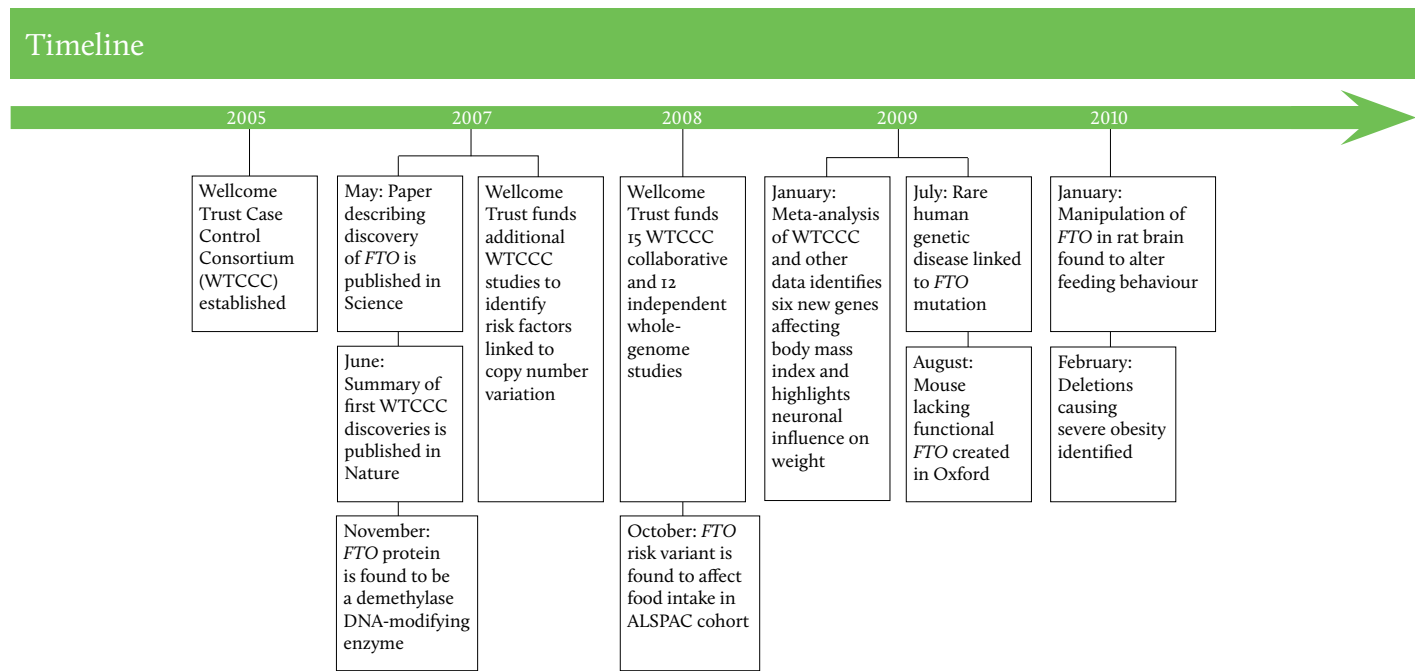 Timeline
2005
2007
2008
2009
2010
Wellcome
Trust Case
Control
Consortium
(WTCCC)
established
May: Paper
describing
discovery
of FTO is
published in
Science
June:
Summary of
first WTCCC
discoveries is
published in
Nature
November:
FTO protein
is found to be
a demethylase
DNA-modifying
enzyme
Wellcome
Trust funds
additional
WTCCC
studies to
identify
risk factors
linked to
copy number
variation
Wellcome
Trust funds
15 WTCCC
collaborative
and 12
independent
whole-
genome
studies
October: FTO
risk variant is
found to affect
food intake in
ALSPAC cohort
January:
Meta-analysis
of WTCCC
and other
data identifies
six new genes
affecting
body mass
index and
highlights
neuronal
influence on
weight
July: Rare
human
genetic
disease linked
to FTO
mutation
August:
Mouse
lacking
functional
FTO created
in Oxford
January:
Manipulation of
FTO in rat brain
found to alter
feeding behaviour
February:
Deletions
causing
severe obesity
identified